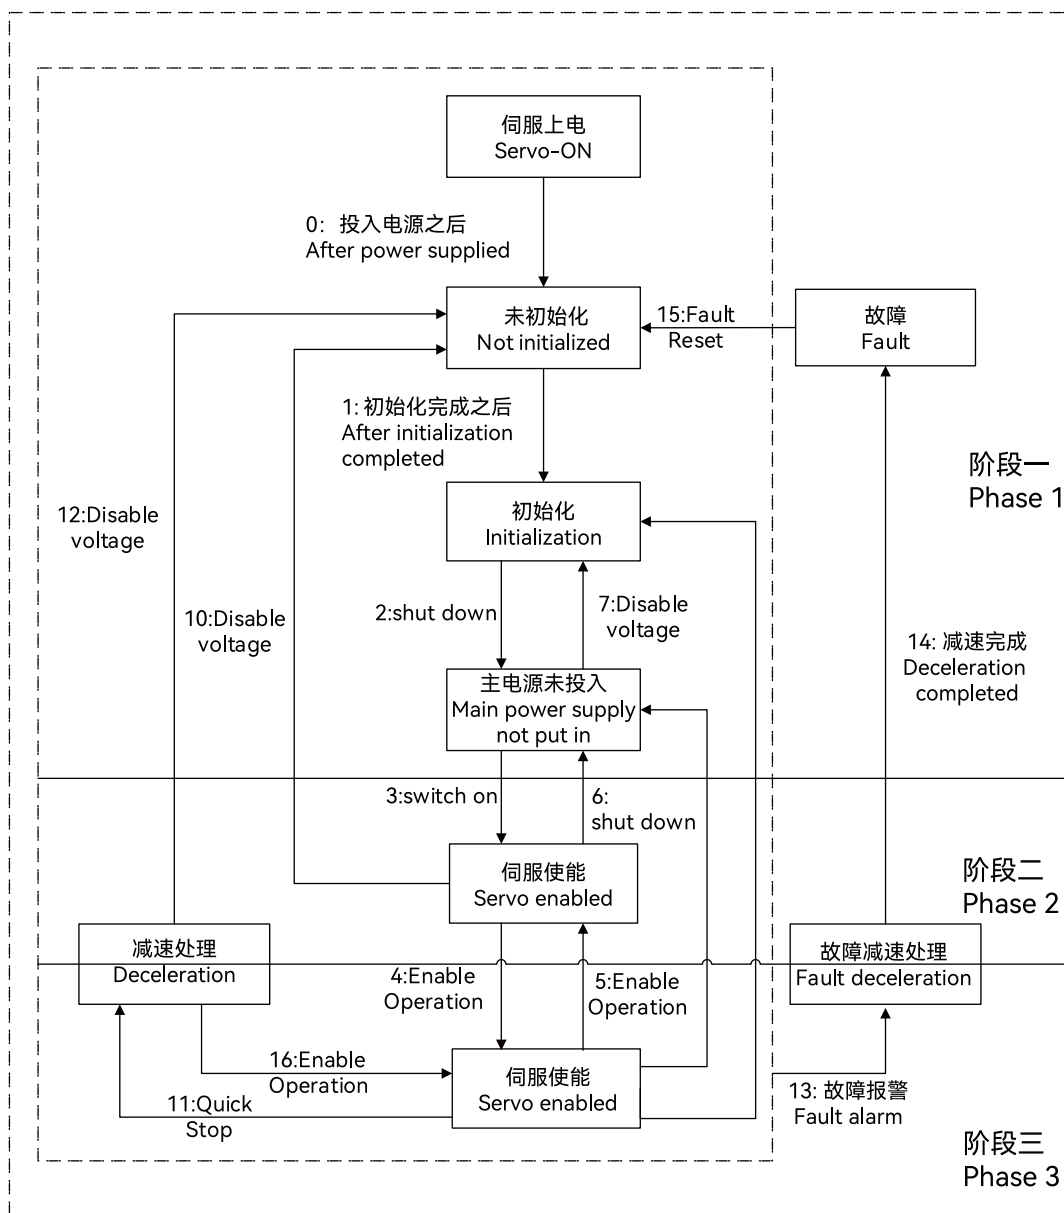 伺服上电
Servo-ON
0：投入电源之后
After power supplied
未初始化
Not initialized
15:Fault
Reset
故障
Fault
1: 初始化完成之后
After initialization
completed
阶段一
Phase 1
初始化
Initialization
12:Disable
voltage
10:Disable
voltage
2:shut down
7:Disable
voltage
14: 减速完成
Deceleration
completed
主电源未投入
Main power supply
not put in
3:switch on
6:
shut down
伺服使能
Servo enabled
阶段二
Phase 2
减速处理
Deceleration
4:Enable
Operation
5:Enable
Operation
故障减速处理
Fault deceleration
16:Enable
Operation
伺服使能
Servo enabled
11:Quick
Stop
13: 故障报警
Fault alarm
阶段三
Phase 3